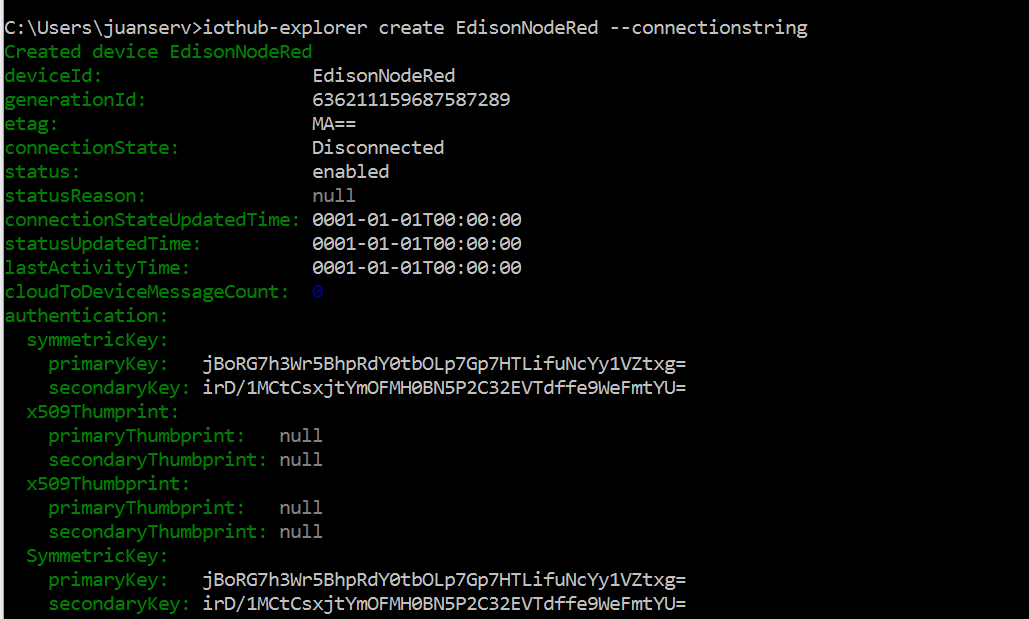 C:\Users\juanserv>iothub-explorer create EdisonNodeRed --connectionstring
Created device EdisonNodeRed
deviceId: EdisonNodeRed
generationId: 636211159687587289
etag: MA==
connectionState: Disconnected
status: enabled
statusReason: null
connectionStateUpdatedTime: 0001-01-01T00:00:00
statusUpdatedTime: 0001-01-01T00:00:00
lastActivityTime: 0001-01-01T00:00:00
cloudToDeviceMessageCount: 0
authentication:
symmetricKey:
primaryKey: jBoRG7h3Wr5BhpRdY0tbOLp7Gp7HTLifuNcYy1VZtxg=
secondaryKey: irD/1MCtCsxjtYmOFMH0BN5P2C32EVTdffe9WeFmtYU=
x509Thumprint:
primaryThumbprint: null
secondaryThumbprint: null
x509Thumbprint:
primaryThumbprint: null
secondaryThumbprint: null
SymmetricKey:
primaryKey: jBoRG7h3Wr5BhpRdY0tbOLp7Gp7HTLifuNcYy1VZtxg=
secondaryKey: irD/1MCtCsxjtYmOFMH0BN5P2C32EVTdffe9WeFmtYU=